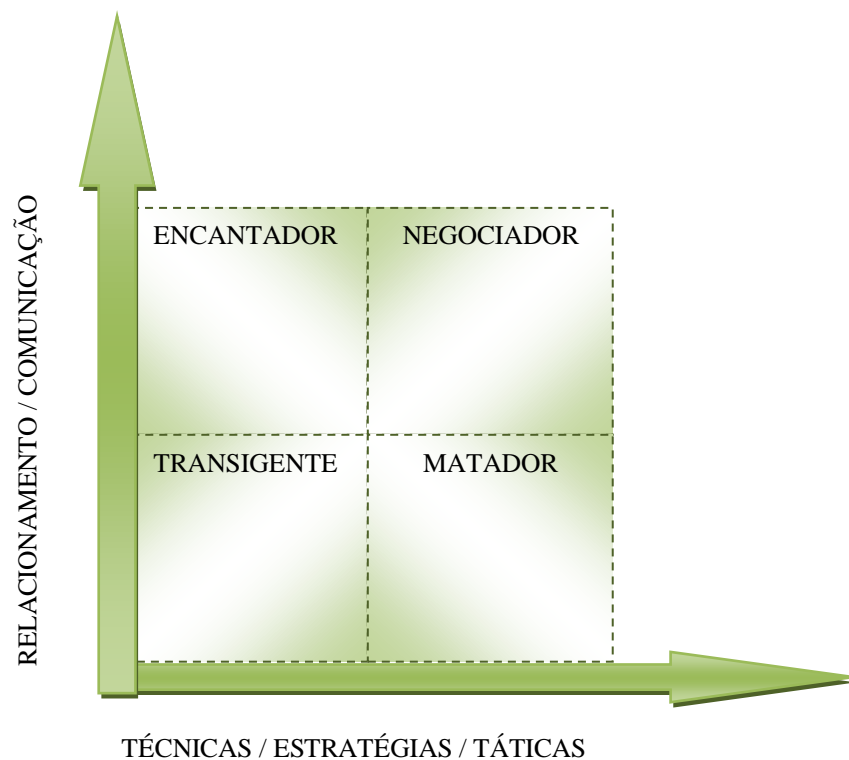 RELACIONAMENTO / COMUNICAÇÃO
ENCANTADOR
NEGOCIADOR
TRANSIGENTE
MATADOR
TÉCNICAS / ESTRATÉGIAS / TÁTICAS